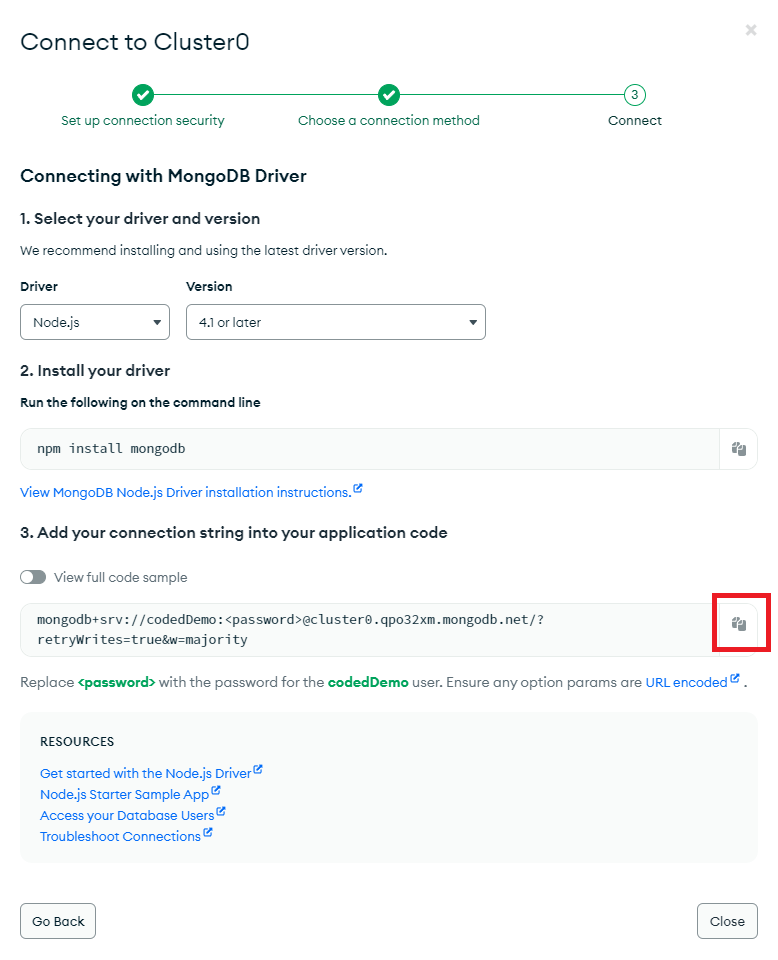 Connect to Cluster0
3
Set up connection security
Choose a connection method
Connect
Connecting with MongoDB Driver
1. Select your driver and version
We recommend installing and using the latest driver version.
Driver
Version
Node.js
4.1 or later
2. Install your driver
Run the following on the command line
npm install mongodb
View MongoDB Node.js Driver installation instructions.
3. Add your connection string into your application code
View full code sample
mongodb+srv://codedDemo:<password>@cluster0.qpo32xm.mongodb.net/?
retryWrites=true&w=majority
Replace <password> with the password for the codedDemo user. Ensure any option params are URL encoded .
RESOURCES
Get started with the Node.js Driver
Node.js Starter Sample App
Access your Database Users
Troubleshoot Connections
Go Back
Close